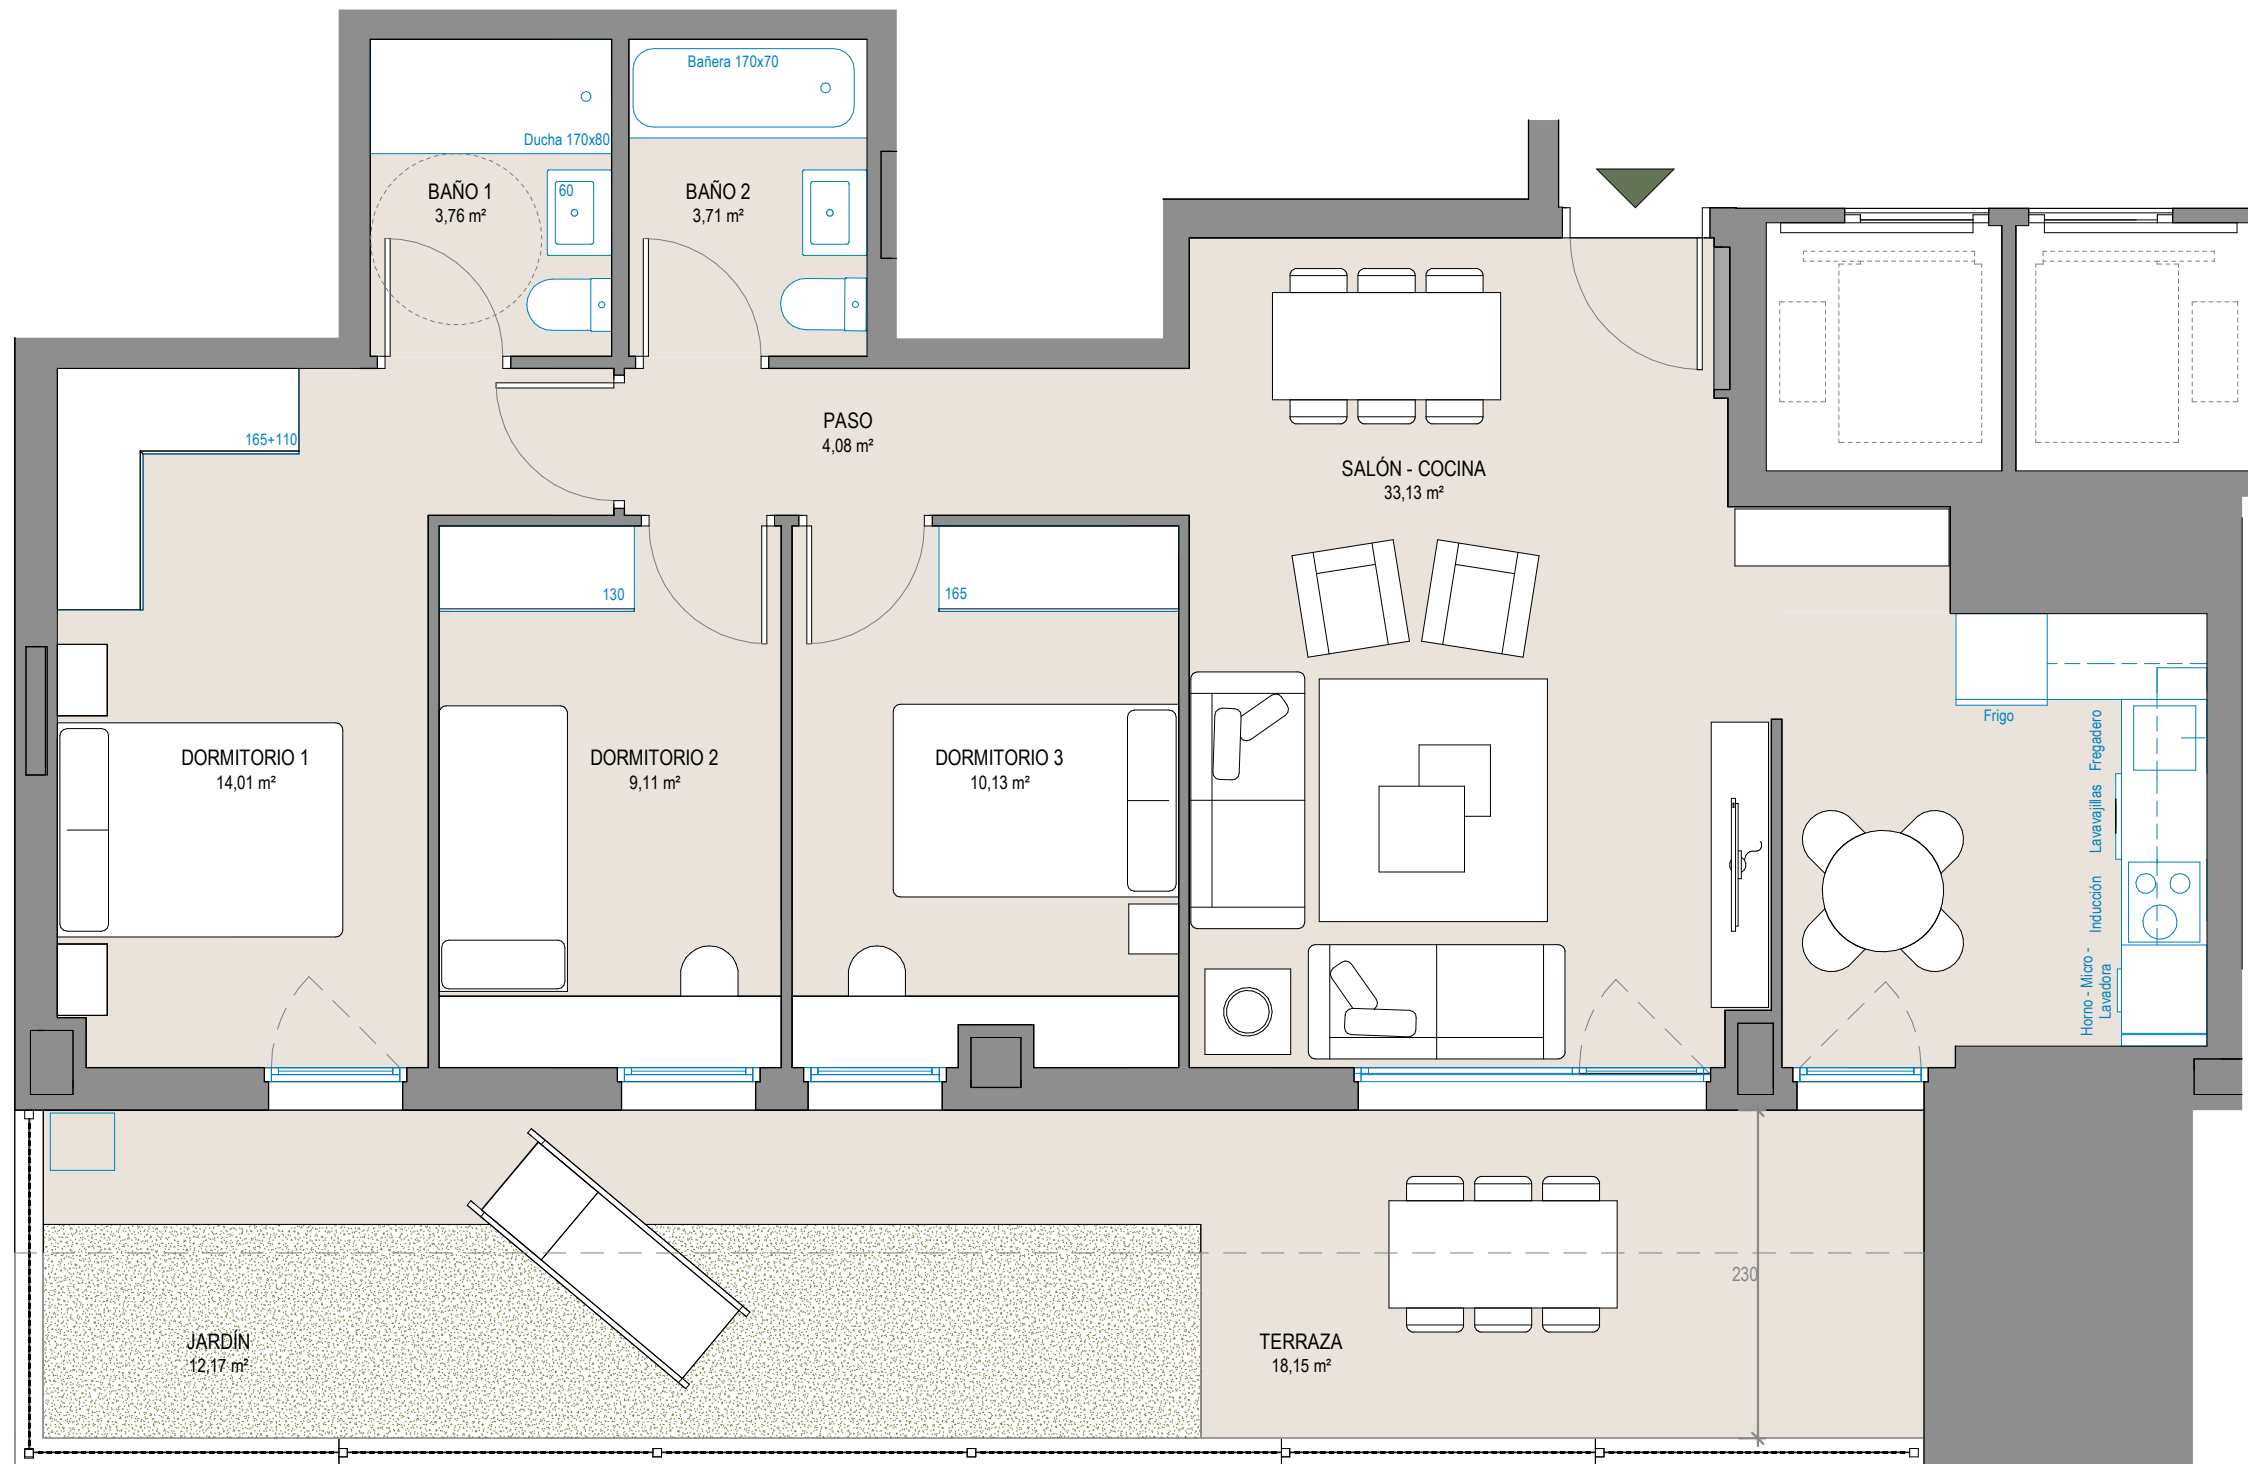 Bañera 170x70
Ducha 170x80
BAÑO 1
3,76 m²
60
BAÑO 2
3,71 m²
165+110
PASO
4,08 m²
SALÓN - COCINA
33,13 m²
130
165
Frigo
Fregadero
Lavavajillas
Inducción
Horno - Micro -
Lavadora
DORMITORIO 1
14,01 m²
DORMITORIO 2
9,11 m²
DORMITORIO 3
10,13 m²
230
JARDÍN
12,17 m²
TERRAZA
18,15 m²